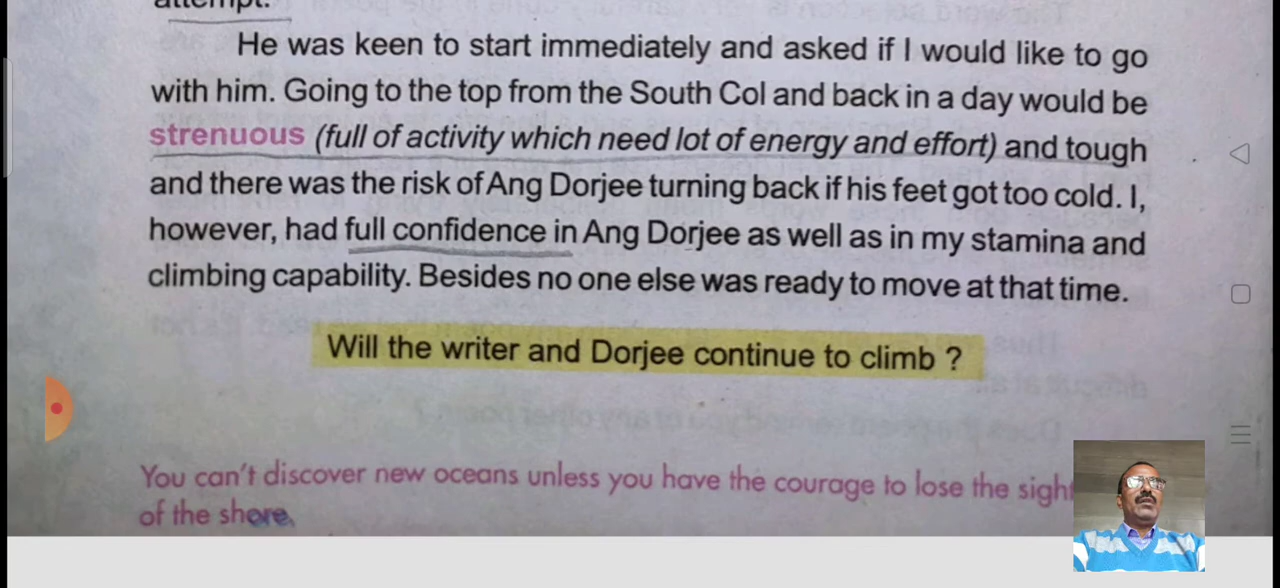 attempt.
He was keen to start immediately and asked if I would like to go
with him. Going to the top from the South Col and back in a day would be
strenuous (full of activity which need lot of energy and effort) and tough
and there was the risk of Ang Dorjee turning back if his feet got too cold. I,
however, had full confidence in Ang Dorjee as well as in my stamina and
climbing capability. Besides no one else was ready to move at that time.
Will the writer and Dorjee continue to climb ?
You can't discover new oceans unless you have the courage to lose the sight
of the shore.